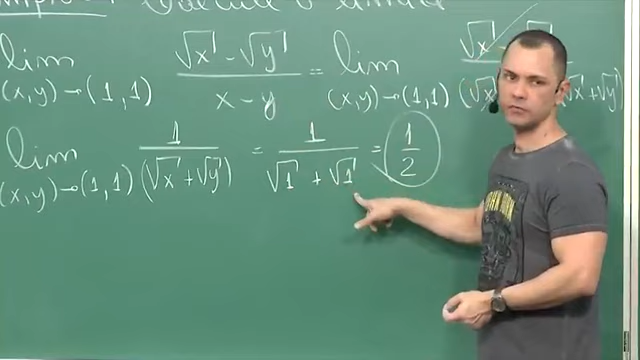 Calcule o limite
lim (x,y)→(1,1) √x - √y / x - y = lim (x,y)→(1,1) √x - √ / (√x √x + √y)
lim (x,y)→(1,1) 1 / (√x + √y) = 1 / √1 + √1 = 1 / 2